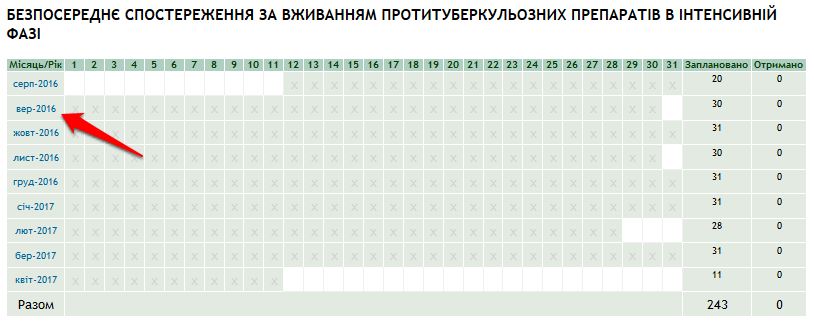 БЕЗПОСЕРЕДНЄ СПОСТЕРЕЖЕННЯ ЗА ВЖИВАННЯМ ПРОТИТУБЕРКУЛЬОЗНИХ ПРЕПАРАТІВ В ІНТЕНСИВНІЙ
ФАЗІ
Місяць/Рік 1 2 3 4 5 6 7 8 9 10 11 12 13 14 15 16 17 18 19 20 21 22 23 24 25 26 27 28 29 30 31 Заплановано Отримано
серп-2016 x x x x x x x x x x x x x x x x x x x x 20 0
вер-2016 x x x x x x x x x x x x x x x x x x x x x x x x x x x x x 30 0
жовт-2016 x x x x x x x x x x x x x x x x x x x x x x x x x x x x x x x 31 0
лист-2016 x x x x x x x x x x x x x x x x x x x x x x x x x x x x x x 30 0
груд-2016 x x x x x x x x x x x x x x x x x x x x x x x x x x x x x x x 31 0
січ-2017 x x x x x x x x x x x x x x x x x x x x x x x x x x x x x x x 31 0
лют-2017 x x x x x x x x x x x x x x x x x x x x x x x x x x x x 28 0
бер-2017 x x x x x x x x x x x x x x x x x x x x x x x x x x x x x x x 31 0
квіт-2017 x x x x x x x x x x x 11 0
Разом 243 0